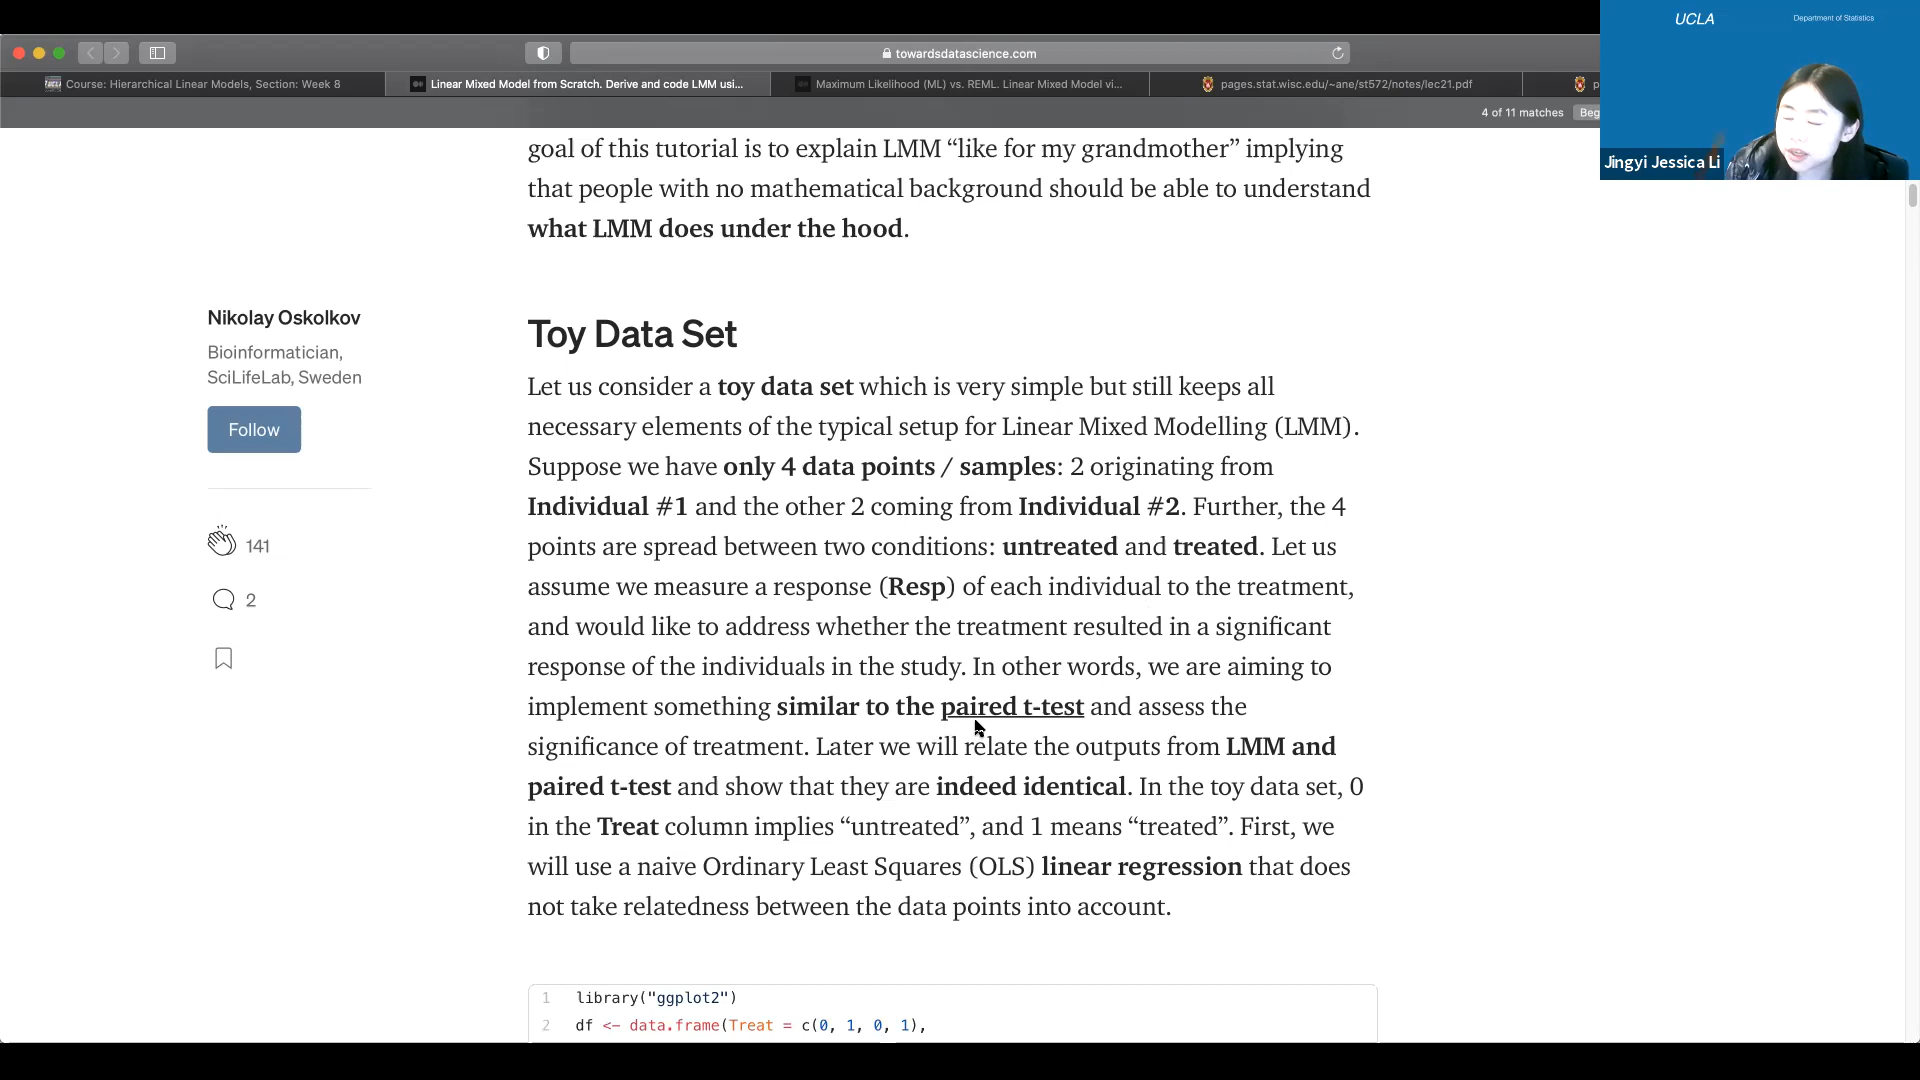 UCLA
Department of Statistics
towardsdatascience.com
Course: Hierarchical Linear Models, Section: Week 8
Linear Mixed Model from Scratch. Derive and code LMM usi...
Maximum Likelihood (ML) vs. REML. Linear Mixed Model vi...
pages.stat.wisc.edu/~ane/st572/notes/lec21.pdf
p
4 of 11 matches
Beg
Jingyi Jessica Li
goal of this tutorial is to explain LMM “like for my grandmother” implying
that people with no mathematical background should be able to understand
what LMM does under the hood.
Nikolay Oskolkov
Bioinformatician,
SciLifeLab, Sweden
Follow
141
2
Toy Data Set
Let us consider a toy data set which is very simple but still keeps all
necessary elements of the typical setup for Linear Mixed Modelling (LMM).
Suppose we have only 4 data points / samples: 2 originating from
Individual #1 and the other 2 coming from Individual #2. Further, the 4
points are spread between two conditions: untreated and treated. Let us
assume we measure a response (Resp) of each individual to the treatment,
and would like to address whether the treatment resulted in a significant
response of the individuals in the study. In other words, we are aiming to
implement something similar to the paired t-test and assess the
significance of treatment. Later we will relate the outputs from LMM and
paired t-test and show that they are indeed identical. In the toy data set, 0
in the Treat column implies “untreated”, and 1 means “treated”. First, we
will use a naive Ordinary Least Squares (OLS) linear regression that does
not take relatedness between the data points into account.
1 library("ggplot2")
2 df <- data.frame(Treat = c(0, 1, 0, 1),